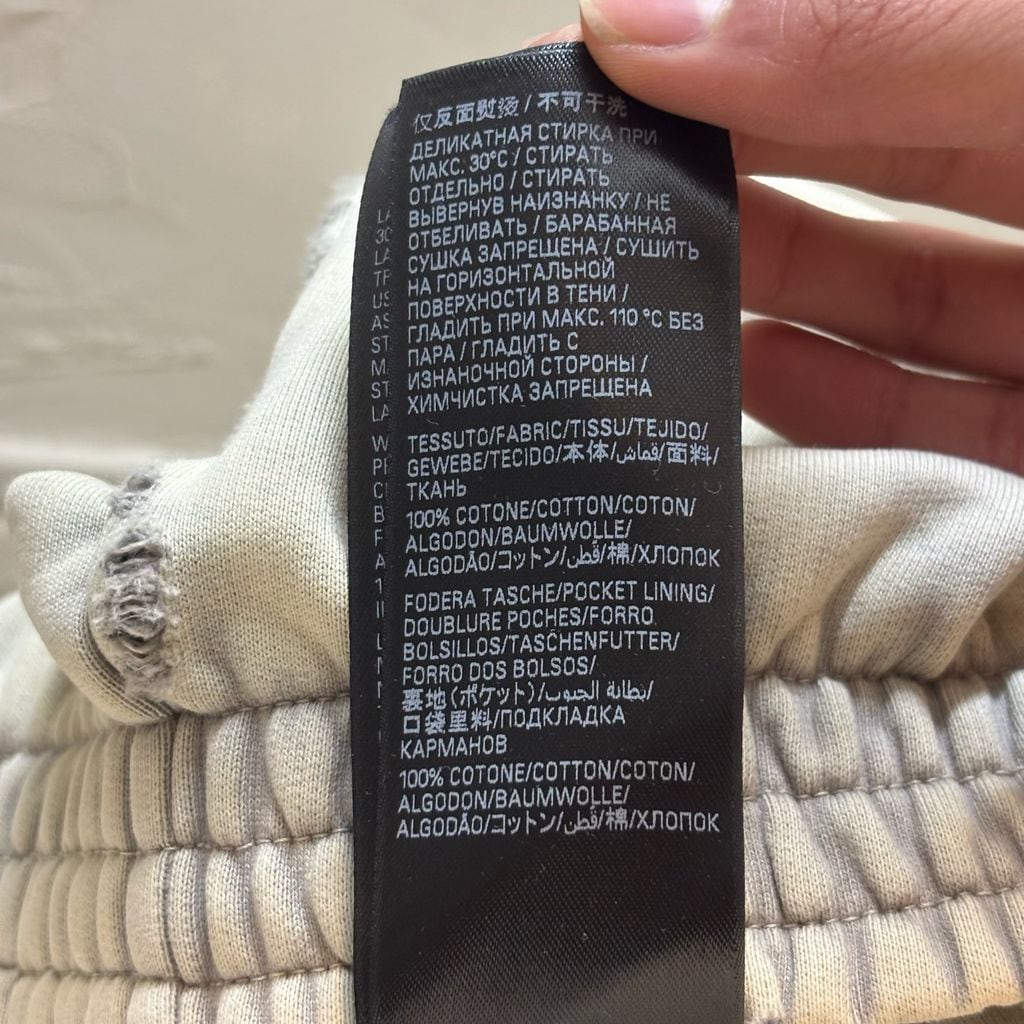 仅反面熨烫 / 不可干洗
ДЕЛИКАТНАЯ СТИРКА ПРИ
МАКС. 30°C / СТИРАТЬ
ОТДЕЛЬНО / СТИРАТЬ
ВЫВЕРНУВ НАИЗНАНКУ / НЕ
ОТБЕЛИВАТЬ / БАРАБАННАЯ
СУШКА ЗАПРЕЩЕНА / СУШИТЬ
НА ГОРИЗОНТАЛЬНОЙ
ПОВЕРХНОСТИ В ТЕНИ /
ГЛАДИТЬ ПРИ МАКС. 110 °C БЕЗ
ПАРА / ГЛАДИТЬ С
ИЗНАНОЧНОЙ СТОРОНЫ /
ХИМЧИСТКА ЗАПРЕЩЕНА
TESSUTO/FABRIC/TISSU/TEJIDO/
GEWEBE/TECIDO/本体/قماش/面料/
ТКАНЬ
100% COTONE/COTTON/COTON/
ALGODON/BAUMWOLLE/
ALGODÃO/コットン/قُطن/棉/ХЛОПОК
FODERA TASCHE/POCKET LINING/
DOUBLURE POCHES/FORRO
BOLSILLOS/TASCHENFUTTER/
FORRO DOS BOLSOS/
裏地(ポケット)/بطانة الجيوب/
口袋里料/ПОДКЛАДКА
КАРМАНОВ
100% COTONE/COTTON/COTON/
ALGODON/BAUMWOLLE/
ALGODÃO/コットン/قُطن/棉/ХЛОПОК